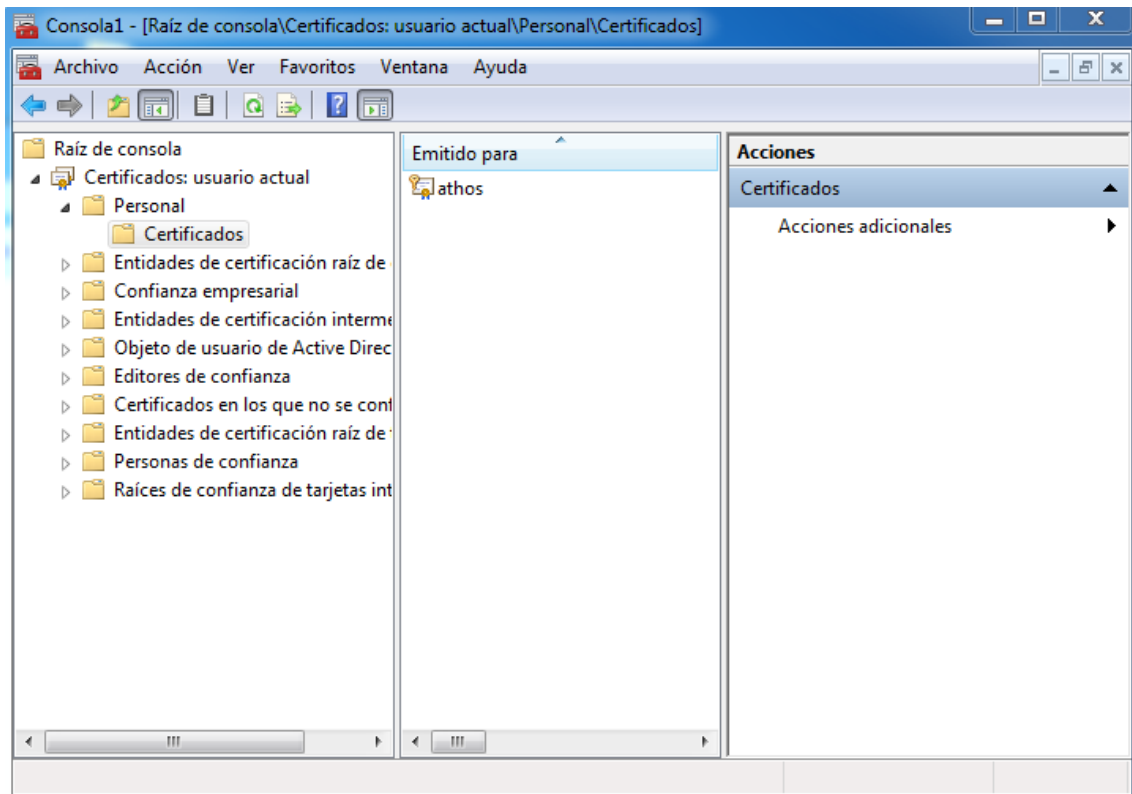 Consola1 - [Raíz de consola\Certificados: usuario actual\Personal\Certificados]
Archivo Acción Ver Favoritos Ventana Ayuda
Raíz de consola
Certificados: usuario actual
Personal
Certificados
Entidades de certificación raíz de
Confianza empresarial
Entidades de certificación interme
Objeto de usuario de Active Direc
Editores de confianza
Certificados en los que no se conf
Entidades de certificación raíz de
Personas de confianza
Raíces de confianza de tarjetas int
Emitido para
athos
Acciones
Certificados
Acciones adicionales